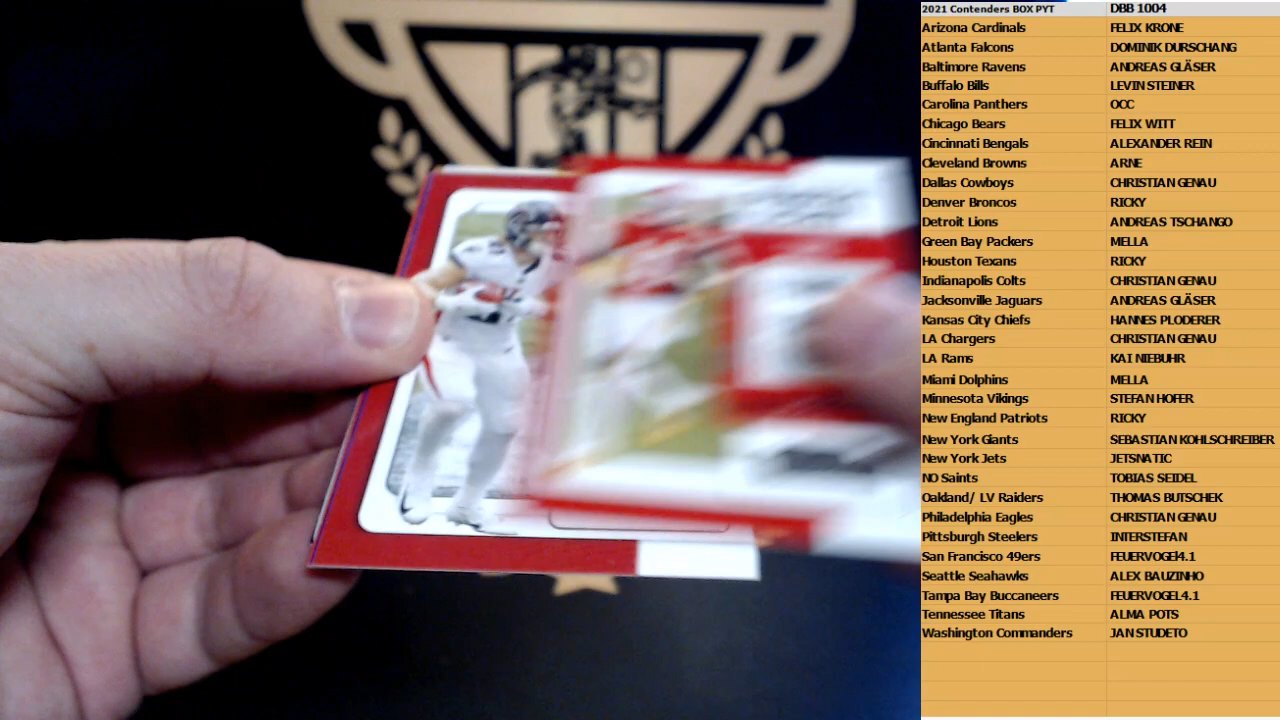 2021 Contenders BOX PYT DBB 1004
Arizona Cardinals FELIX KRONE
Atlanta Falcons DOMINIK DURSCHANG
Baltimore Ravens ANDREAS GLÄSER
Buffalo Bills LEVIN STEINER
Carolina Panthers OCC
Chicago Bears FELIX WITT
Cincinnati Bengals ALEXANDER REIN
Cleveland Browns ARNE
Dallas Cowboys CHRISTIAN GENAU
Denver Broncos RICKY
Detroit Lions ANDREAS TSCHANGO
Green Bay Packers MELLA
Houston Texans RICKY
Indianapolis Colts CHRISTIAN GENAU
Jacksonville Jaguars ANDREAS GLÄSER
Kansas City Chiefs HANNES PLODERER
LA Chargers CHRISTIAN GENAU
LA Rams KAI NIEBUHR
Miami Dolphins MELLA
Minnesota Vikings STEFAN HOFER
New England Patriots RICKY
New York Giants SEBASTIAN KOHLSCHREIBER
New York Jets JETSNATIC
NO Saints TOBIAS SEIDEL
Oakland/ LV Raiders THOMAS BUTSCHEK
Philadelphia Eagles CHRISTIAN GENAU
Pittsburgh Steelers INTERSTEFAN
San Francisco 49ers FEUERVOGEl4.1
Seattle Seahawks ALEX BAUZINHO
Tampa Bay Buccaneers FEUERVOGEL4.1
Tennessee Titans ALMA POTS
Washington Commanders JAN STUDETO